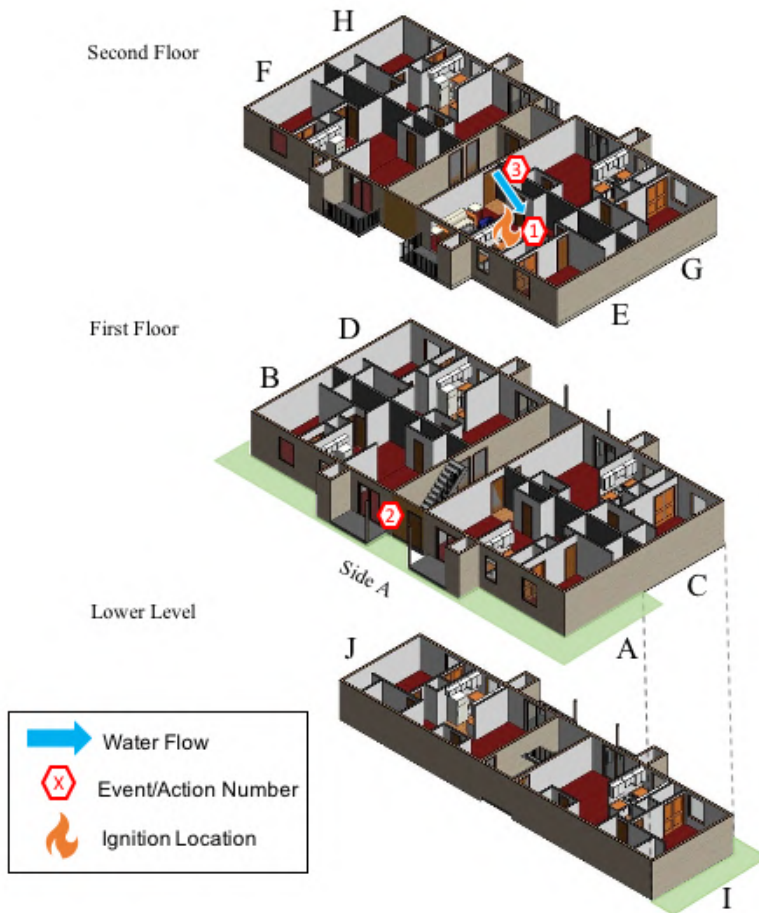 H
Second Floor
F
3
1
G
E
First Floor
D
B
2
Side A
C
Lower Level
A
J
Water Flow
X
Event/Action Number
Ignition Location
I